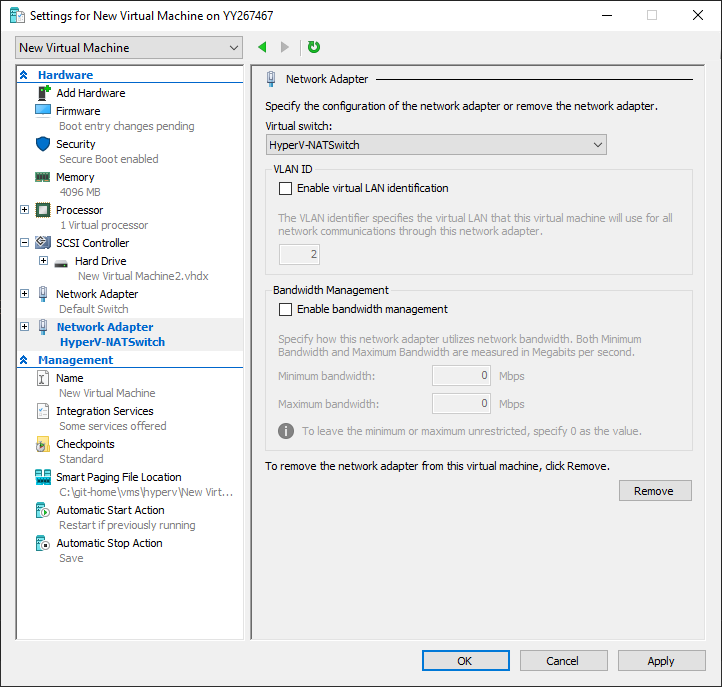 Settings for New Virtual Machine on YY267467
New Virtual Machine
Hardware
Add Hardware
Firmware
Boot entry changes pending
Security
Secure Boot enabled
Memory
4096 MB
Processor
1 Virtual processor
SCSI Controller
Hard Drive
New Virtual Machine2.vhdx
Network Adapter
Default Switch
Network Adapter
HyperV-NATSwitch
Management
Name
New Virtual Machine
Integration Services
Some services offered
Checkpoints
Standard
Smart Paging File Location
C:\git-home\vms\hyperv\New Virt...
Automatic Start Action
Restart if previously running
Automatic Stop Action
Save
Network Adapter
Specify the configuration of the network adapter or remove the network adapter.
Virtual switch:
HyperV-NATSwitch
VLAN ID
Enable virtual LAN identification
The VLAN identifier specifies the virtual LAN that this virtual machine will use for all
network communications through this network adapter.
2
Bandwidth Management
Enable bandwidth management
Specify how this network adapter utilizes network bandwidth. Both Minimum
Bandwidth and Maximum Bandwidth are measured in Megabits per second.
Minimum bandwidth: 0 Mbps
Maximum bandwidth: 0 Mbps
To leave the minimum or maximum unrestricted, specify 0 as the value.
To remove the network adapter from this virtual machine, click Remove.
Remove
OK Cancel Apply